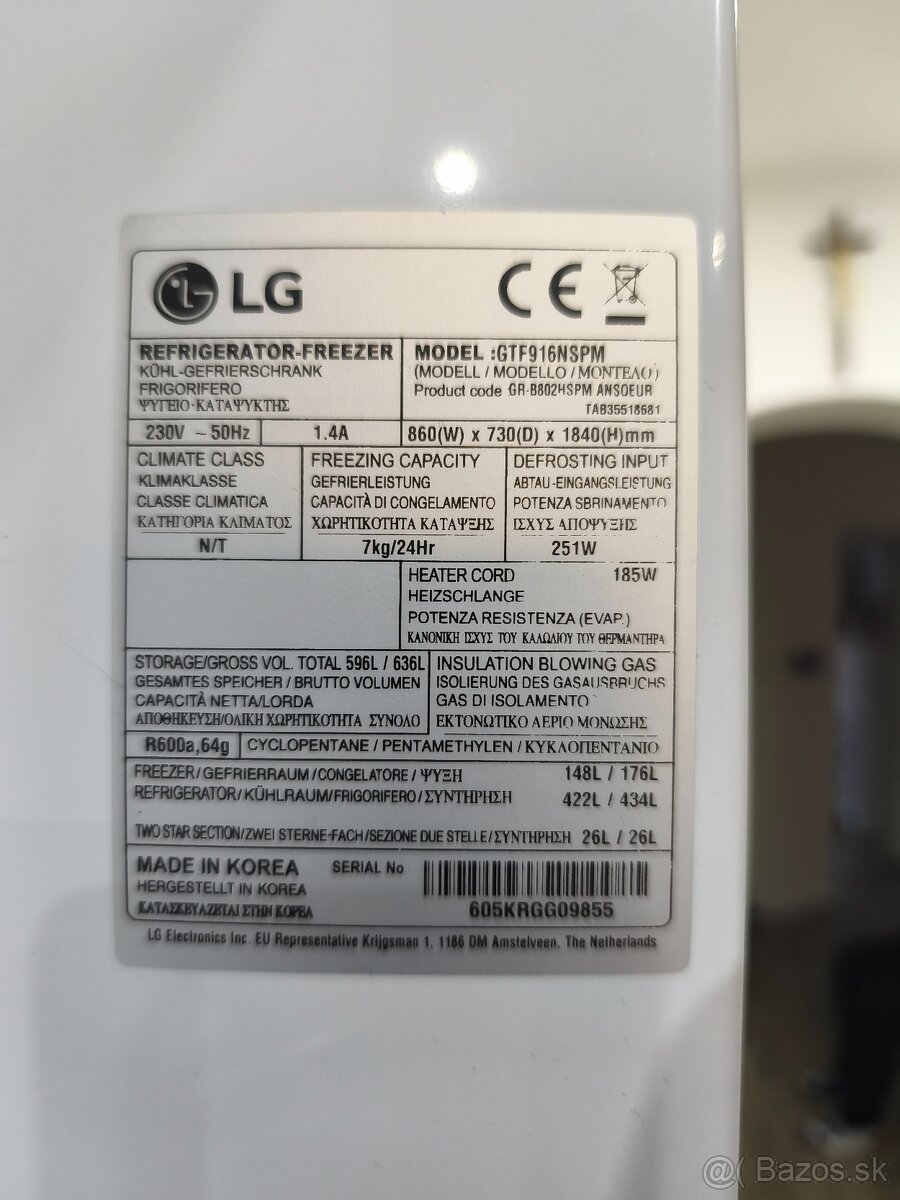 LG CE
REFRIGERATOR-FREEZER
KÜHL-GEFRIERSCHRANK
FRIGORIFERO
ΨΥΓΕΙΟ·ΚΑΤΑΨΥΚΤΗΣ
MODEL :GTF916NSPM
(MODELL / MODELLO / ΜΟΝΤΕΛΟ)
Product code GR-B802HSPM ANSQEUR
TAB35518681
230V ~ 50Hz 1.4A 860(W) x 730(D) x 1840(H)mm
CLIMATE CLASS
KLIMAKLASSE
CLASSE CLIMATICA
ΚΑΤΗΓΟΡΙΑ ΚΛΙΜΑΤΟΣ
N/T
FREEZING CAPACITY
GEFRIERLEISTUNG
CAPACITÀ DI CONGELAMENTO
ΧΩΡΗΤΙΚΟΤΗΤΑ ΚΑΤΑΨΞΗΣ
7kg/24Hr
DEFROSTING INPUT
ABTAU-EINGANGSLEISTUNG
POTENZA SBRINAMENTO
ΙΣΧΥΣ ΑΠΟΨΥΞΗΣ
251W
HEATER CORD 185W
HEIZSCHLANGE
POTENZA RESISTENZA (EVAP.)
ΚΑΝΟΝΙΚΗ ΙΣΧΥΣ ΤΟΥ ΚΑΛΩΔΙΟΥ ΤΟΥ ΘΕΡΜΑΝΤΗΡΑ
STORAGE/GROSS VOL. TOTAL 596L / 636L
GESAMTES SPEICHER / BRUTTO VOLUMEN
CAPACITÀ NETTA/LORDA
ΑΠΟΘΗΚΕΥΣΗ/ΟΛΙΚΗ ΧΩΡΗΤΙΚΟΤΗΤΑ ΣΥΝΟΛΟ
INSULATION BLOWING GAS
ISOLIERUNG DES GASAUSBRUCHS
GAS DI ISOLAMENTO
ΕΚΤΟΝΩΤΙΚΟ ΑΕΡΙΟ ΜΟΝΩΣΗΣ
R600a,64g CYCLOPENTANE / PENTAMETHYLEN / ΚΥΚΛΟΠΕΝΤΑΝΙΟ
FREEZER/GEFRIERRAUM/CONGELATORE/ ΨΥΞΗ 148L / 176L
REFRIGERATOR/KÜHLRAUM/FRIGORIFERO/ΣΥΝΤΗΡΗΣΗ 422L / 434L
TWO STAR SECTION/ZWEI STERNE-FACH/SEZIONE DUE STELLE/ΣΥΝΤΗΡΗΣΗ 26L / 26L
MADE IN KOREA
HERGESTELLT IN KOREA
ΚΑΤΑΣΚΕΥΑΖΕΤΑΙ ΣΤΗΝ ΚΟΡΕΑ
SERIAL No
605KRGG09855
LG Electronics Inc. EU Representative Krijgsman 1, 1186 DM Amstelveen, The Netherlands
@( Bazos.sk